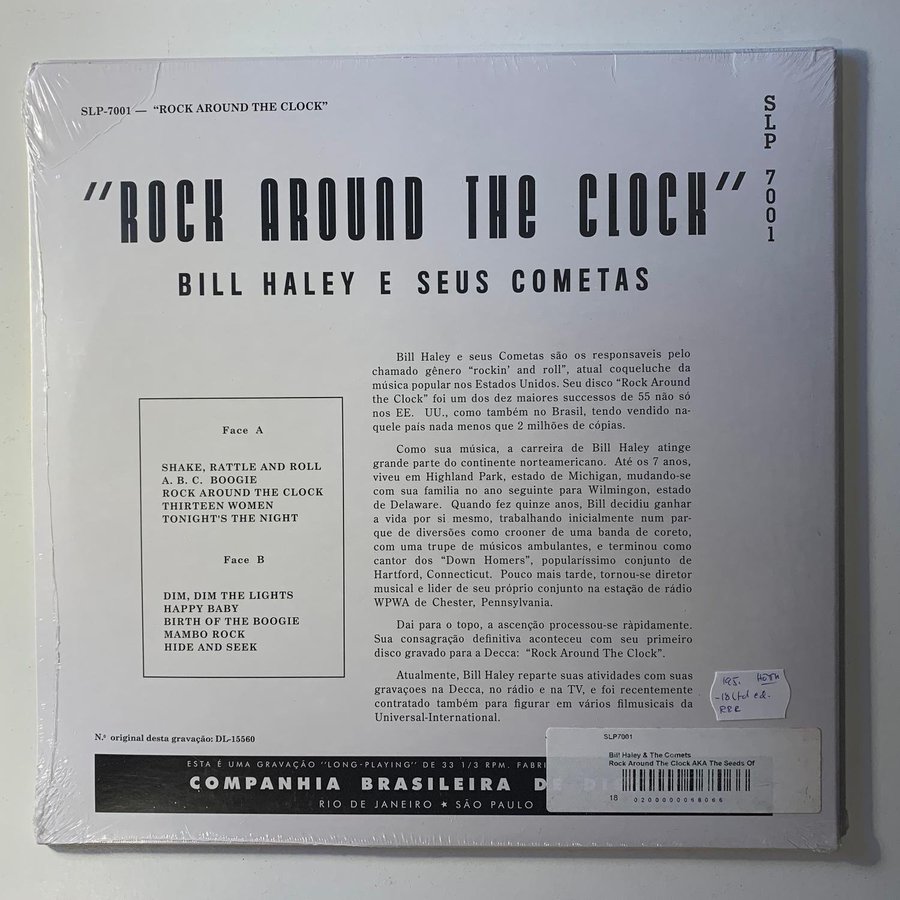 SLP-7001 — "ROCK AROUND THE CLOCK"
SLP 7001
"ROCK AROUND THE CLOCK"
BILL HALEY E SEUS COMETAS
Face A
SHAKE, RATTLE AND ROLL
A. B. C. BOOGIE
ROCK AROUND THE CLOCK
THIRTEEN WOMEN
TONIGHT'S THE NIGHT
Face B
DIM, DIM THE LIGHTS
HAPPY BABY
BIRTH OF THE BOOGIE
MAMBO ROCK
HIDE AND SEEK
Bill Haley e seus Cometas são os responsaveis pelo
chamado gênero "rockin' and roll", atual coqueluche da
música popular nos Estados Unidos. Seu disco "Rock Around
the Clock" foi um dos dez maiores successos de 55 não só
nos EE. UU., como também no Brasil, tendo vendido na-
quele país nada menos que 2 milhões de cópias.
Como sua música, a carreira de Bill Haley atinge
grande parte do continente norteamericano. Até os 7 anos,
viveu em Highland Park, estado de Michigan, mudando-se
com sua familia no ano seguinte para Wilmingon, estado
de Delaware. Quando fez quinze anos, Bill decidiu ganhar
a vida por si mesmo, trabalhando inicialmente num par-
que de diversões como crooner de uma banda de coreto,
com uma trupe de músicos ambulantes, e terminou como
cantor dos "Down Homers", popularíssimo conjunto de
Hartford, Connecticut. Pouco mais tarde, tornou-se diretor
musical e lider de seu próprio conjunto na estação de rádio
WPWA de Chester, Pennsylvania.
Dai para o topo, a ascenção processou-se ràpidamente.
Sua consagração definitiva aconteceu com seu primeiro
disco gravado para a Decca: "Rock Around The Clock".
Atualmente, Bill Haley reparte suas atividades com suas
gravaçoes na Decca, no rádio e na TV, e foi recentemente
contratado também para figurar em vários filmusicais da
Universal-International.
N.º original desta gravação: DL-15560
ESTA É UMA GRAVAÇÃO "LONG-PLAYING" DE 33 1/3 RPM. FABRI
COMPANHIA BRASILEIRA DE DI
RIO DE JANEIRO ★ SÃO PAULO
195.
-18 Ltd ed.
RRR
SLP7001
Bill Haley & The Comets
Rock Around The Clock AKA The Seeds Of
18 0200000068066